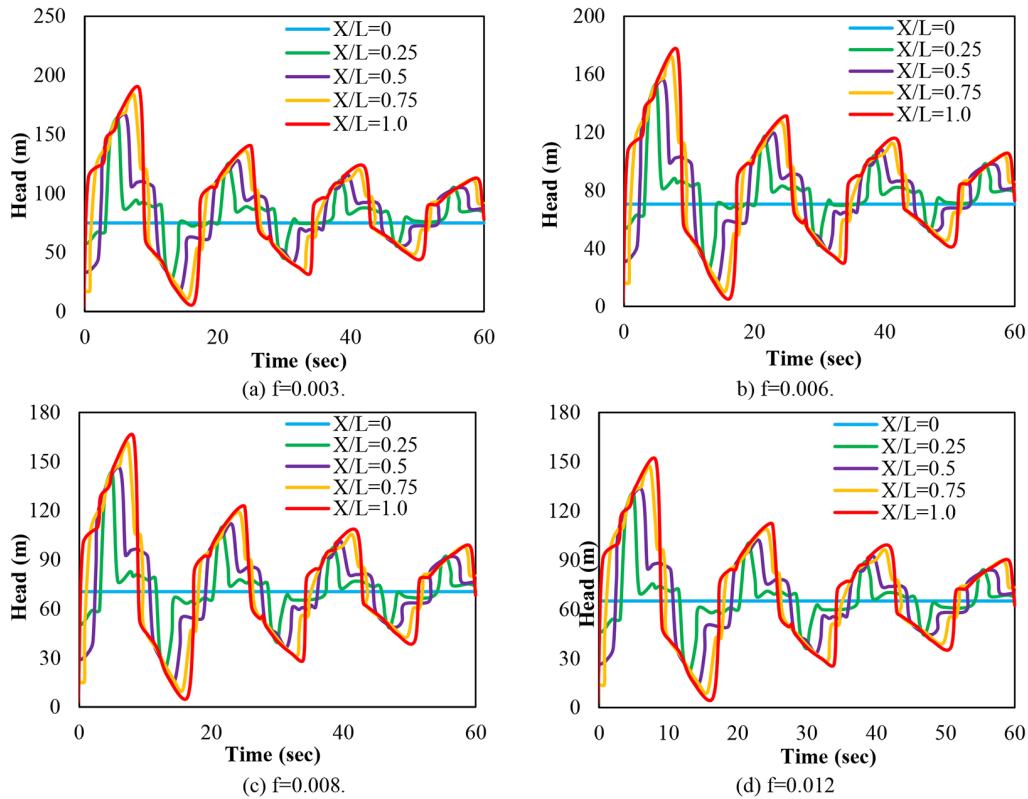 250
200
150
100
50
0
Head (m)
X/L=0
X/L=0.25
X/L=0.5
X/L=0.75
X/L=1.0
0 20 40 60
Time (sec)
(a) f=0.003.
200
160
120
80
40
0
Head (m)
X/L=0
X/L=0.25
X/L=0.5
X/L=0.75
X/L=1.0
0 20 40 60
Time (sec)
b) f=0.006.
180
150
120
90
60
30
0
Head (m)
X/L=0
X/L=0.25
X/L=0.5
X/L=0.75
X/L=1.0
0 20 40 60
Time (sec)
(c) f=0.008.
180
150
120
90
60
30
0
Head (m)
X/L=0
X/L=0.25
X/L=0.5
X/L=0.75
X/L=1.0
0 10 20 30 40 50 60
Time (sec)
(d) f=0.012